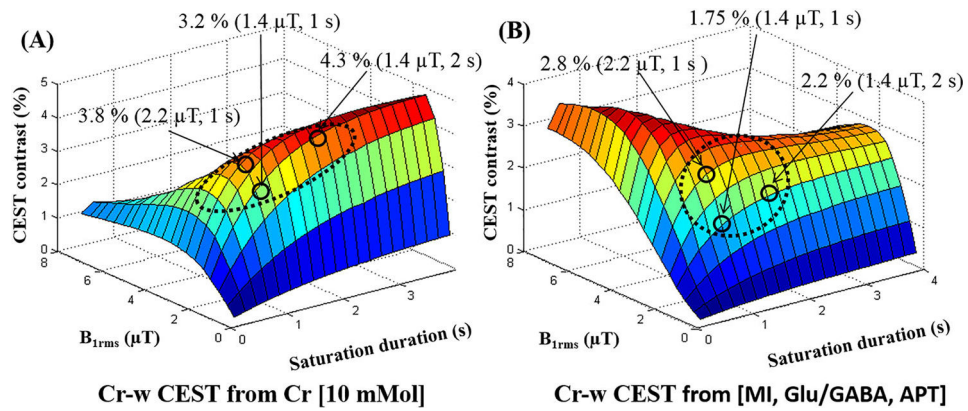 (A)
3.2 % (1.4 µT, 1 s)
4.3 % (1.4 µT, 2 s)
3.8 % (2.2 µT, 1 s)
CEST contrast (%)
5
4
3
2
1
0
8
6
4
2
0
B1rms (µT)
0
1
2
3
Saturation duration (s)
Cr-w CEST from Cr [10 mMol]
(B)
1.75 % (1.4 µT, 1 s)
2.8 % (2.2 µT, 1 s )
2.2 % (1.4 µT, 2 s)
CEST contrast (%)
4
3
2
1
0
8
6
4
2
0
B1rms (µT)
0
1
2
3
4
Saturation duration (s)
Cr-w CEST from [MI, Glu/GABA, APT]